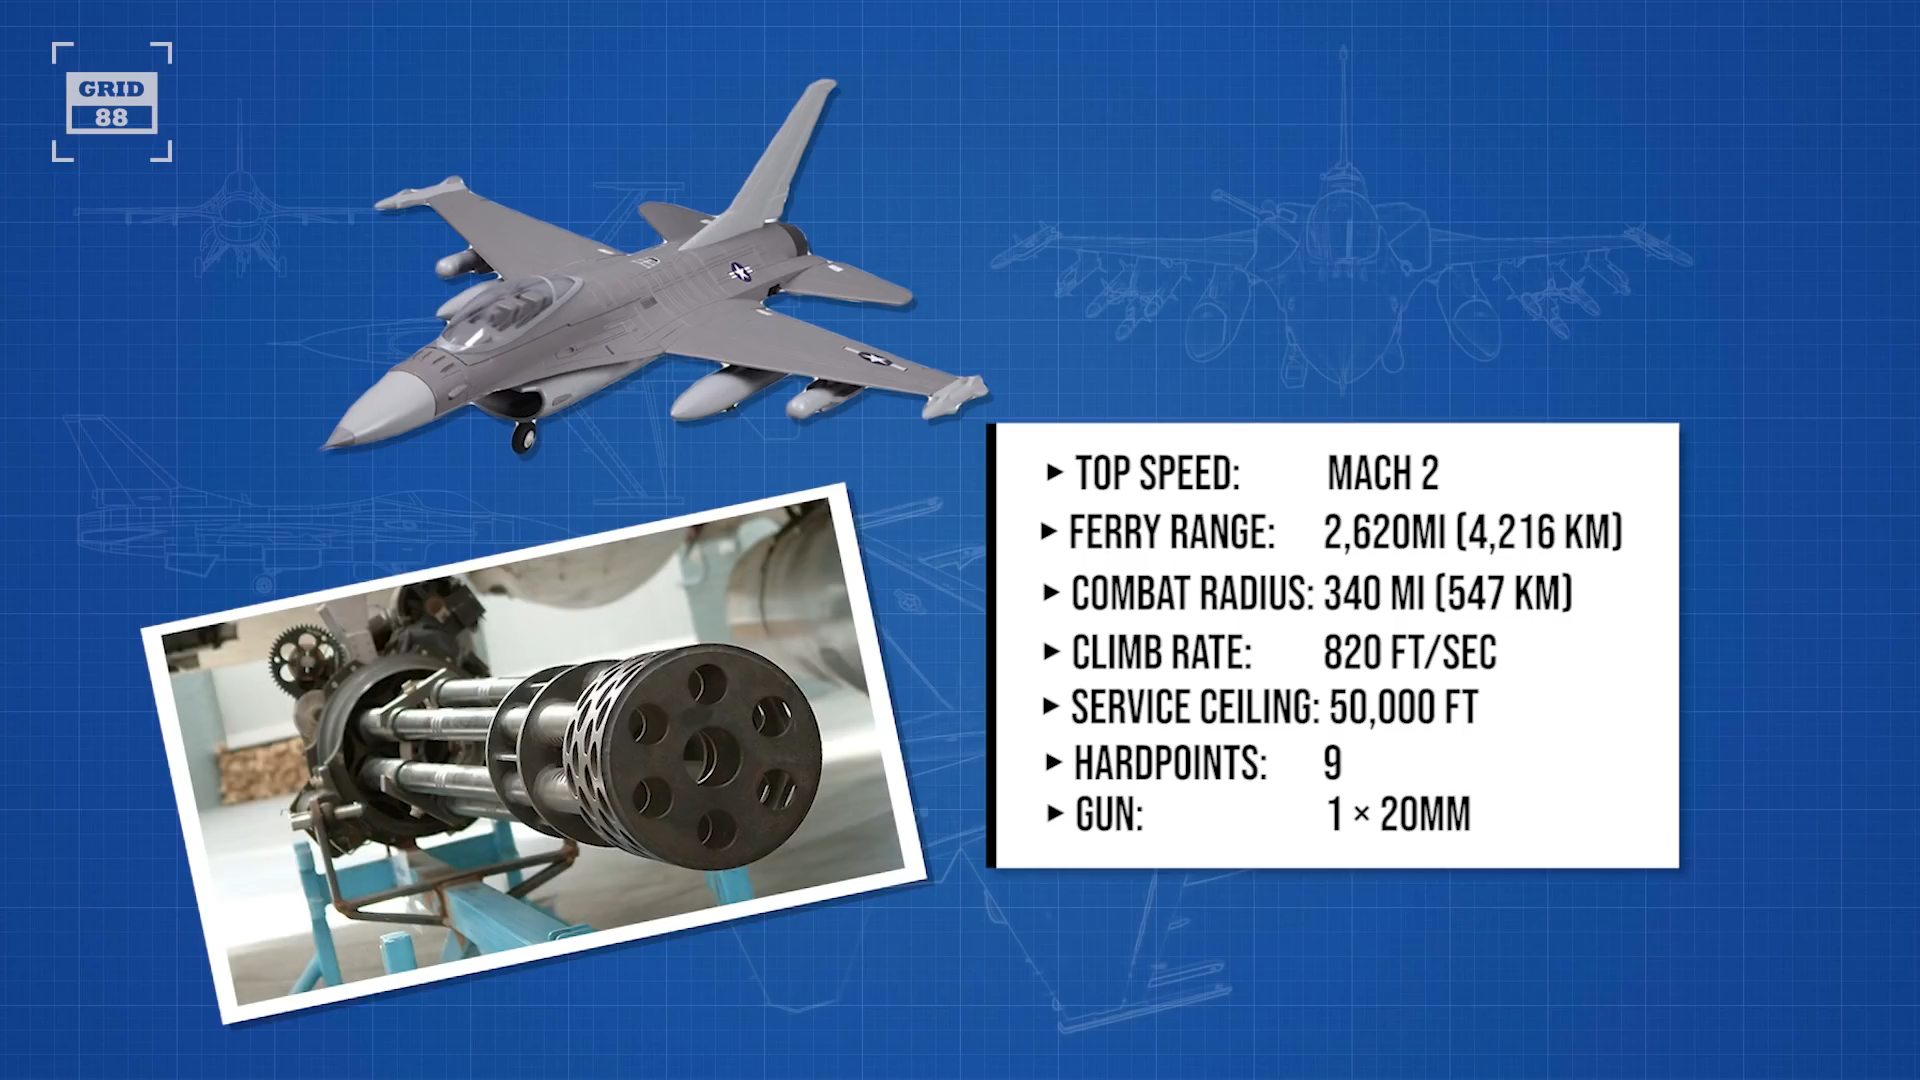 GRID
88
TOP SPEED: MACH 2
FERRY RANGE: 2,620MI (4,216 KM)
COMBAT RADIUS: 340 MI (547 KM)
CLIMB RATE: 820 FT/SEC
SERVICE CEILING: 50,000 FT
HARDPOINTS: 9
GUN: 1 × 20MM